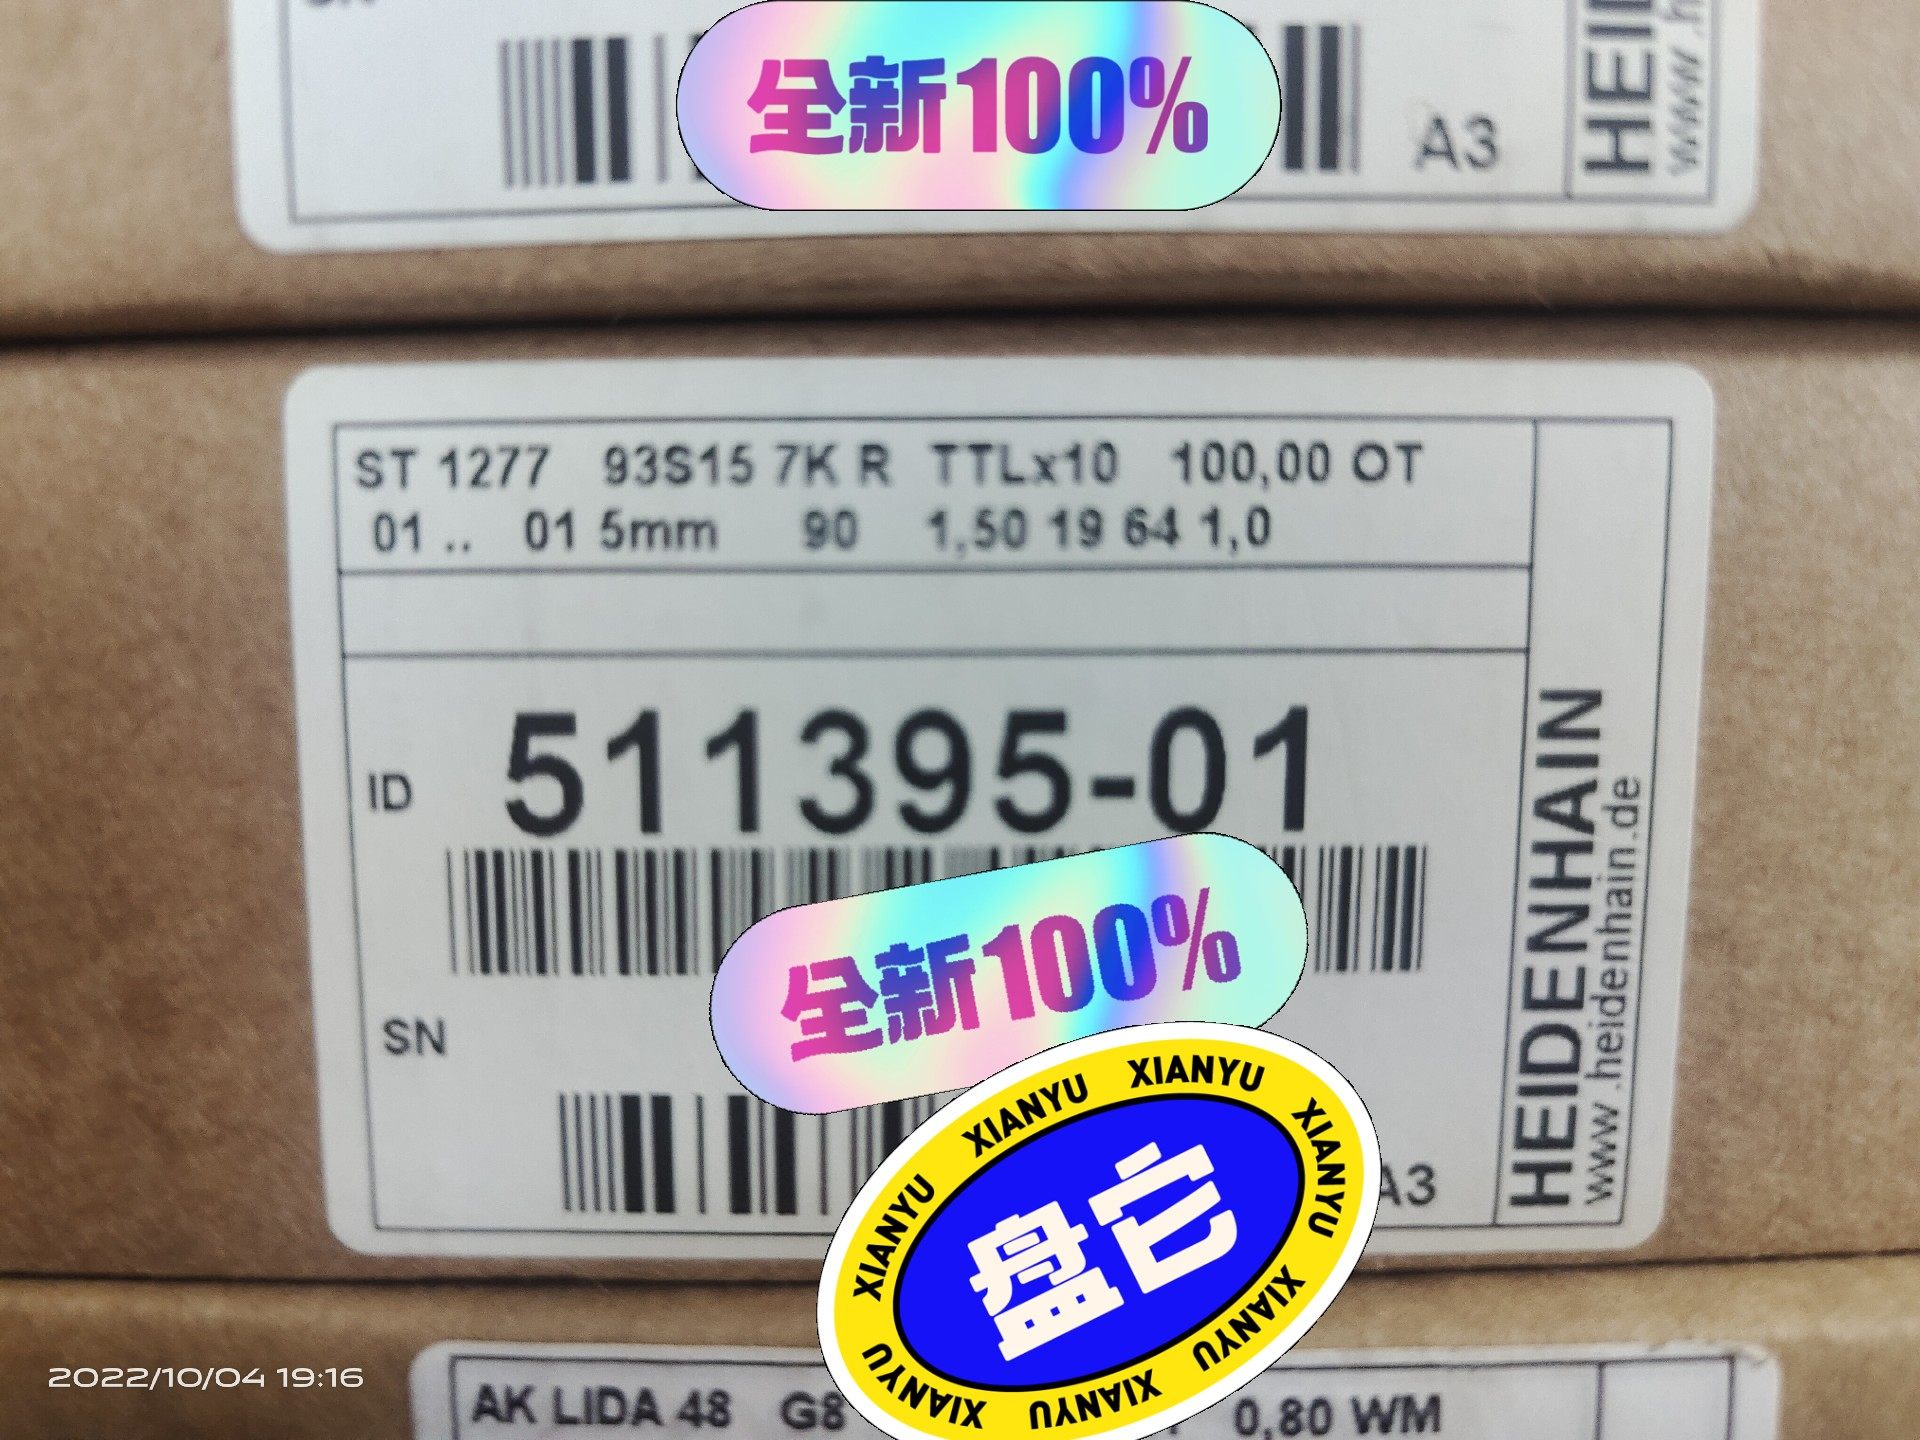 全新100%
A3
ST 1277 93S15 7K R TTLx10 100,00 OT
01 .. 01 5mm 90 1,50 19 64 1,0
ID 511395-01
SN
全新100%
A3
HEIDENHAIN
www.heidenhain.de
XIANYU XIANYU XIANYU XIANYU XIANYU XIANYU XIANYU XIANYU
盘它
2022/10/04 19:16
AK LIDA 48 G8 0,80 WM